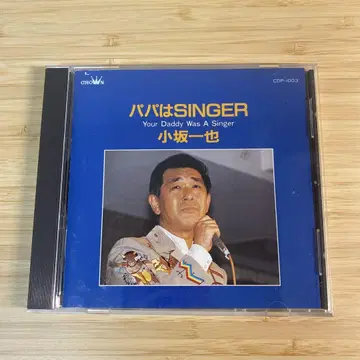 CROWN
CDP-1003
パパはSINGER
Your Daddy Was A Singer
小坂一也